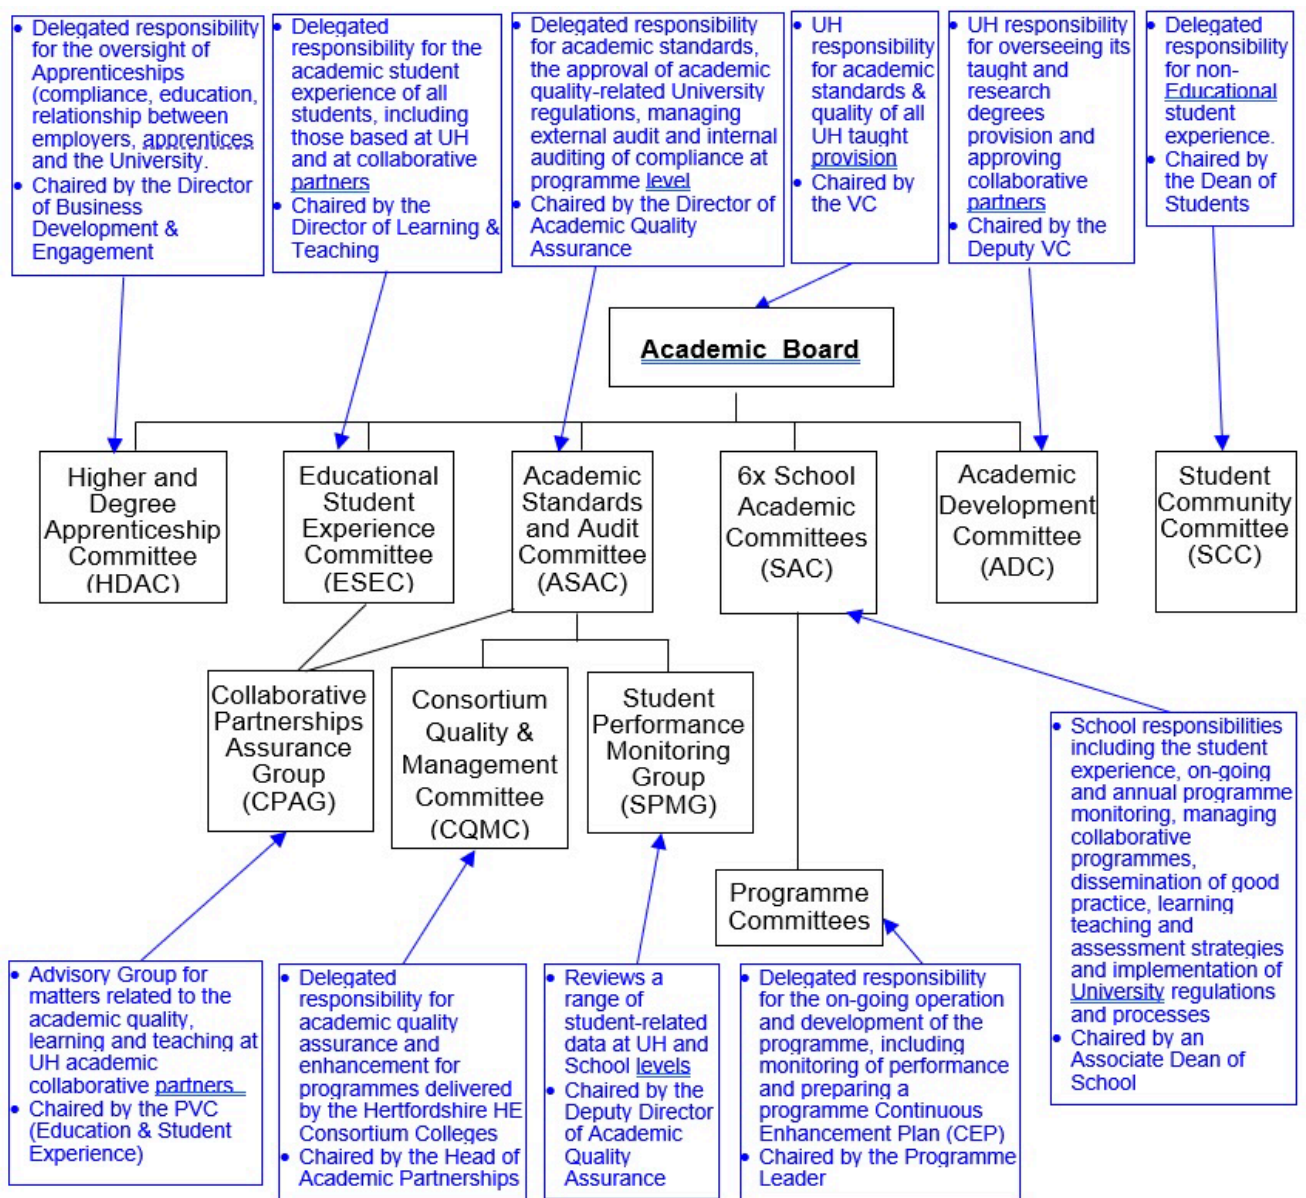 • Delegated responsibility
for the oversight of
Apprenticeships
(compliance, education,
relationship between
employers, apprentices
and the University.
• Chaired by the Director
of Business
Development &
Engagement
• Delegated
responsibility for the
academic student
experience of all
students, including
those based at UH
and at collaborative
partners
• Chaired by the
Director of Learning &
Teaching
• Delegated responsibility
for academic standards,
the approval of academic
quality-related University
regulations, managing
external audit and internal
auditing of compliance at
programme level
• Chaired by the Director of
Academic Quality
Assurance
• UH
responsibility
for academic
standards &
quality of all
UH taught
provision
• Chaired by
the VC
• UH responsibility
for overseeing its
taught and
research
degrees
provision and
approving
collaborative
partners
• Chaired by the
Deputy VC
• Delegated
responsibility
for non-
Educational
student
experience.
• Chaired by
the Dean of
Students
Academic Board
Higher and
Degree
Apprenticeship
Committee
(HDAC)
Educational
Student
Experience
Committee
(ESEC)
Academic
Standards
and Audit
Committee
(ASAC)
6x School
Academic
Committees
(SAC)
Academic
Development
Committee
(ADC)
Student
Community
Committee
(SCC)
Collaborative
Partnerships
Assurance
Group
(CPAG)
Consortium
Quality &
Management
Committee
(CQMC)
Student
Performance
Monitoring
Group
(SPMG)
Programme
Committees
• School responsibilities
including the student
experience, on-going
and annual programme
monitoring, managing
collaborative
programmes,
dissemination of good
practice, learning
teaching and
assessment strategies
and implementation of
University regulations
and processes
• Chaired by an
Associate Dean of
School
• Advisory Group for
matters related to the
academic quality,
learning and teaching at
UH academic
collaborative partners
• Chaired by the PVC
(Education & Student
Experience)
• Delegated
responsibility for
academic quality
assurance and
enhancement for
programmes delivered
by the Hertfordshire HE
Consortium Colleges
• Chaired by the Head of
Academic Partnerships
• Reviews a
range of
student-related
data at UH and
School levels
• Chaired by the
Deputy Director
of Academic
Quality
Assurance
• Delegated responsibility
for the on-going operation
and development of the
programme, including
monitoring of performance
and preparing a
programme Continuous
Enhancement Plan (CEP)
• Chaired by the Programme
Leader